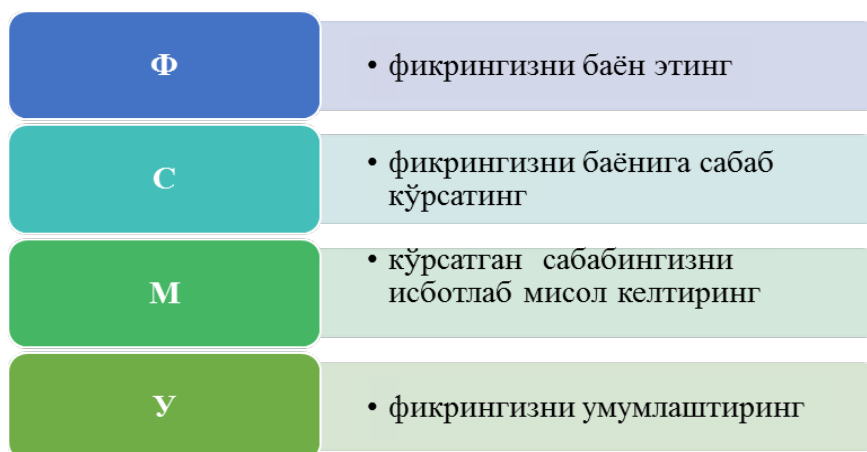 Ф
• фикрингизни баён этинг
С
• фикрингизни баёнига сабаб
кўрсатинг
М
• кўрсатган сабабингизни
исботлаб мисол келтиринг
У
• фикрингизни умумлаштиринг